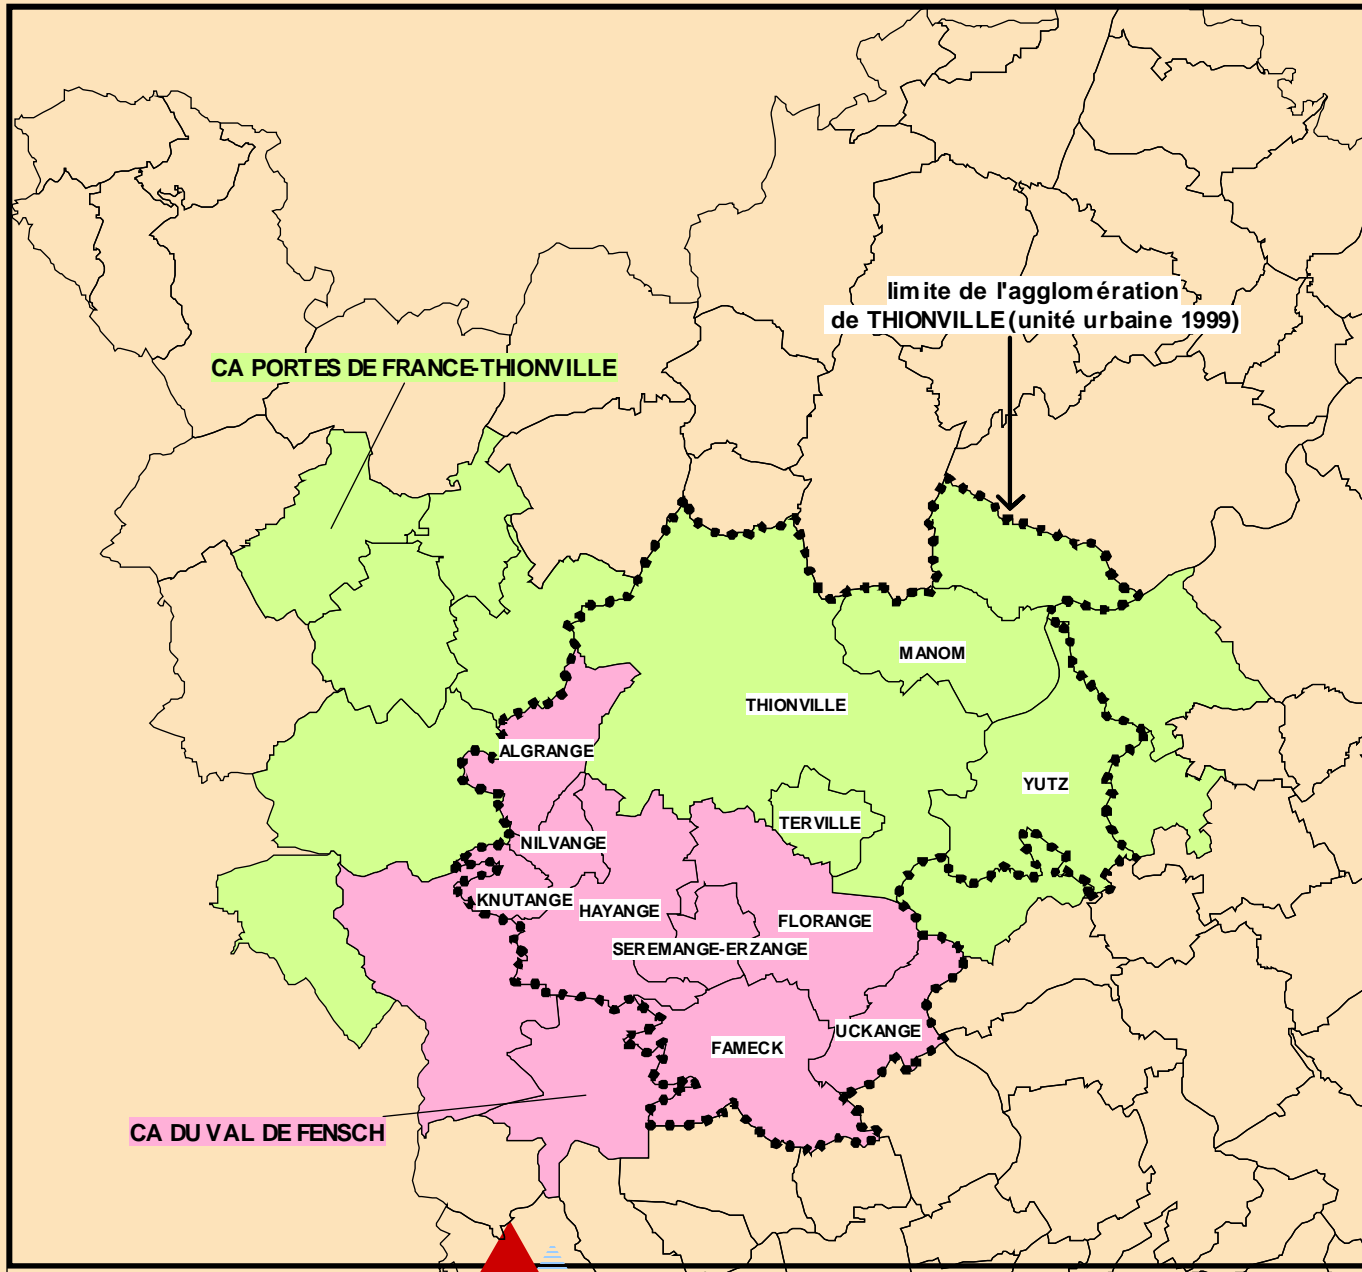 limite de l'agglomération
de THIONVILLE (unité urbaine 1999)
CA PORTES DE FRANCE-THIONVILLE
MANOM
THIONVILLE
ALGRANGE
YUTZ
TERVILLE
NILVANGE
KNUTANGE
HAYANGE
FLORANGE
SEREMANGE-ERZANGE
UCKANGE
FAMECK
CA DU VAL DE FENSCH